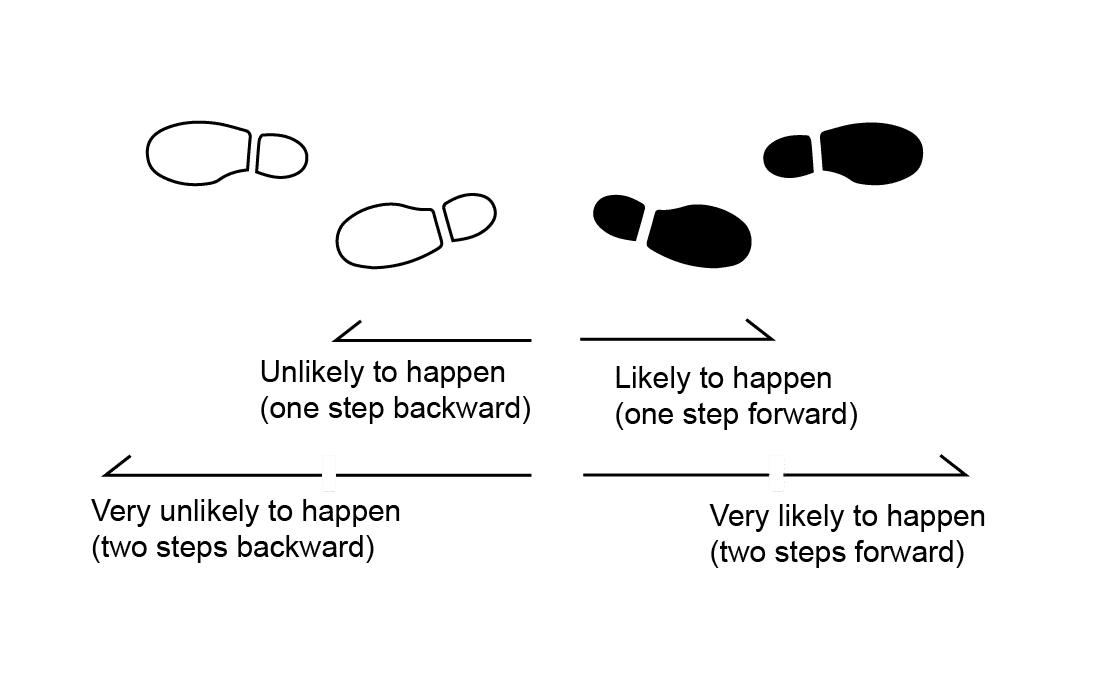 Unlikely to happen
(one step backward)
Likely to happen
(one step forward)
Very unlikely to happen
(two steps backward)
Very likely to happen
(two steps forward)